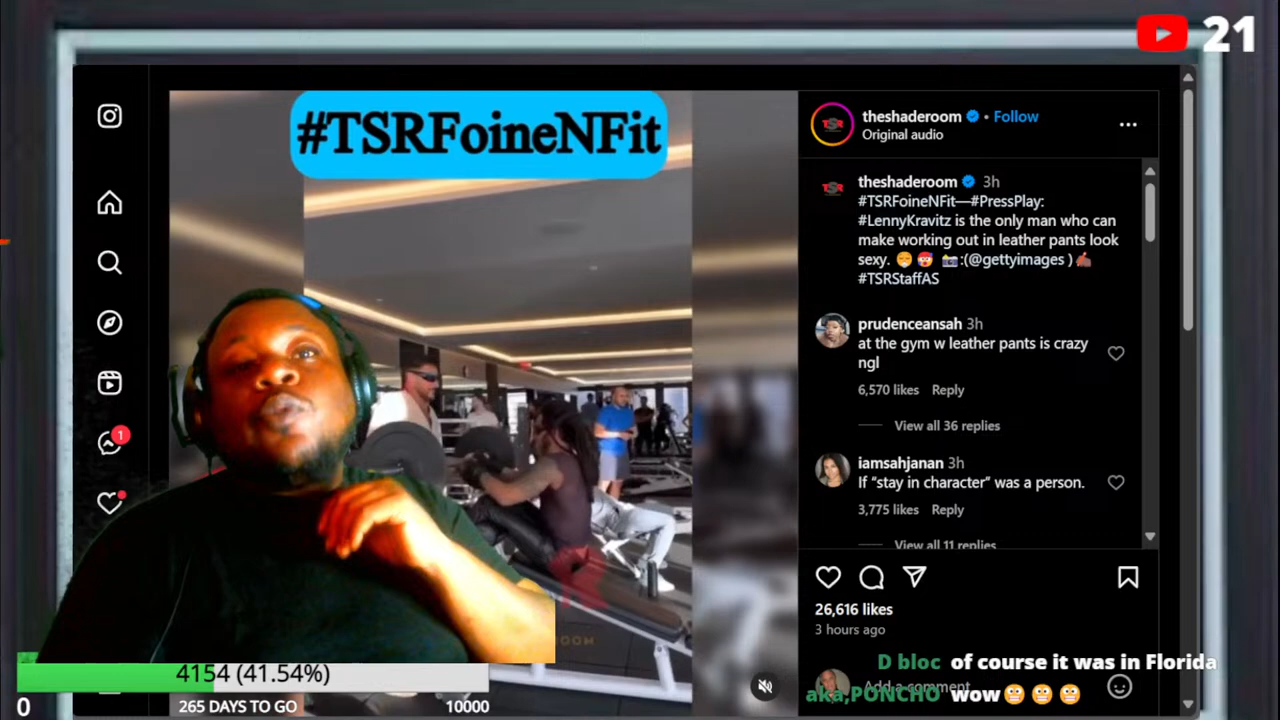 21
#TSRFoineNFit
theshaderoom • Follow
Original audio
theshaderoom 3h
#TSRFoineNFit—#PressPlay:
#LennyKravitz is the only man who can
make working out in leather pants look
sexy. 😁🤯 📸:(@gettyimages )✍🏾
#TSRStaffAS
prudenceansah 3h
at the gym w leather pants is crazy
ngl
6,570 likes Reply
View all 36 replies
iamsahjanan 3h
If “stay in character” was a person.
3,775 likes Reply
View all 11 replies
26,616 likes
3 hours ago
Add a comment...
D bloc of course it was in Florida
aka,PONCHO wow😬😬😬
1
4154 (41.54%)
0 265 DAYS TO GO 10000